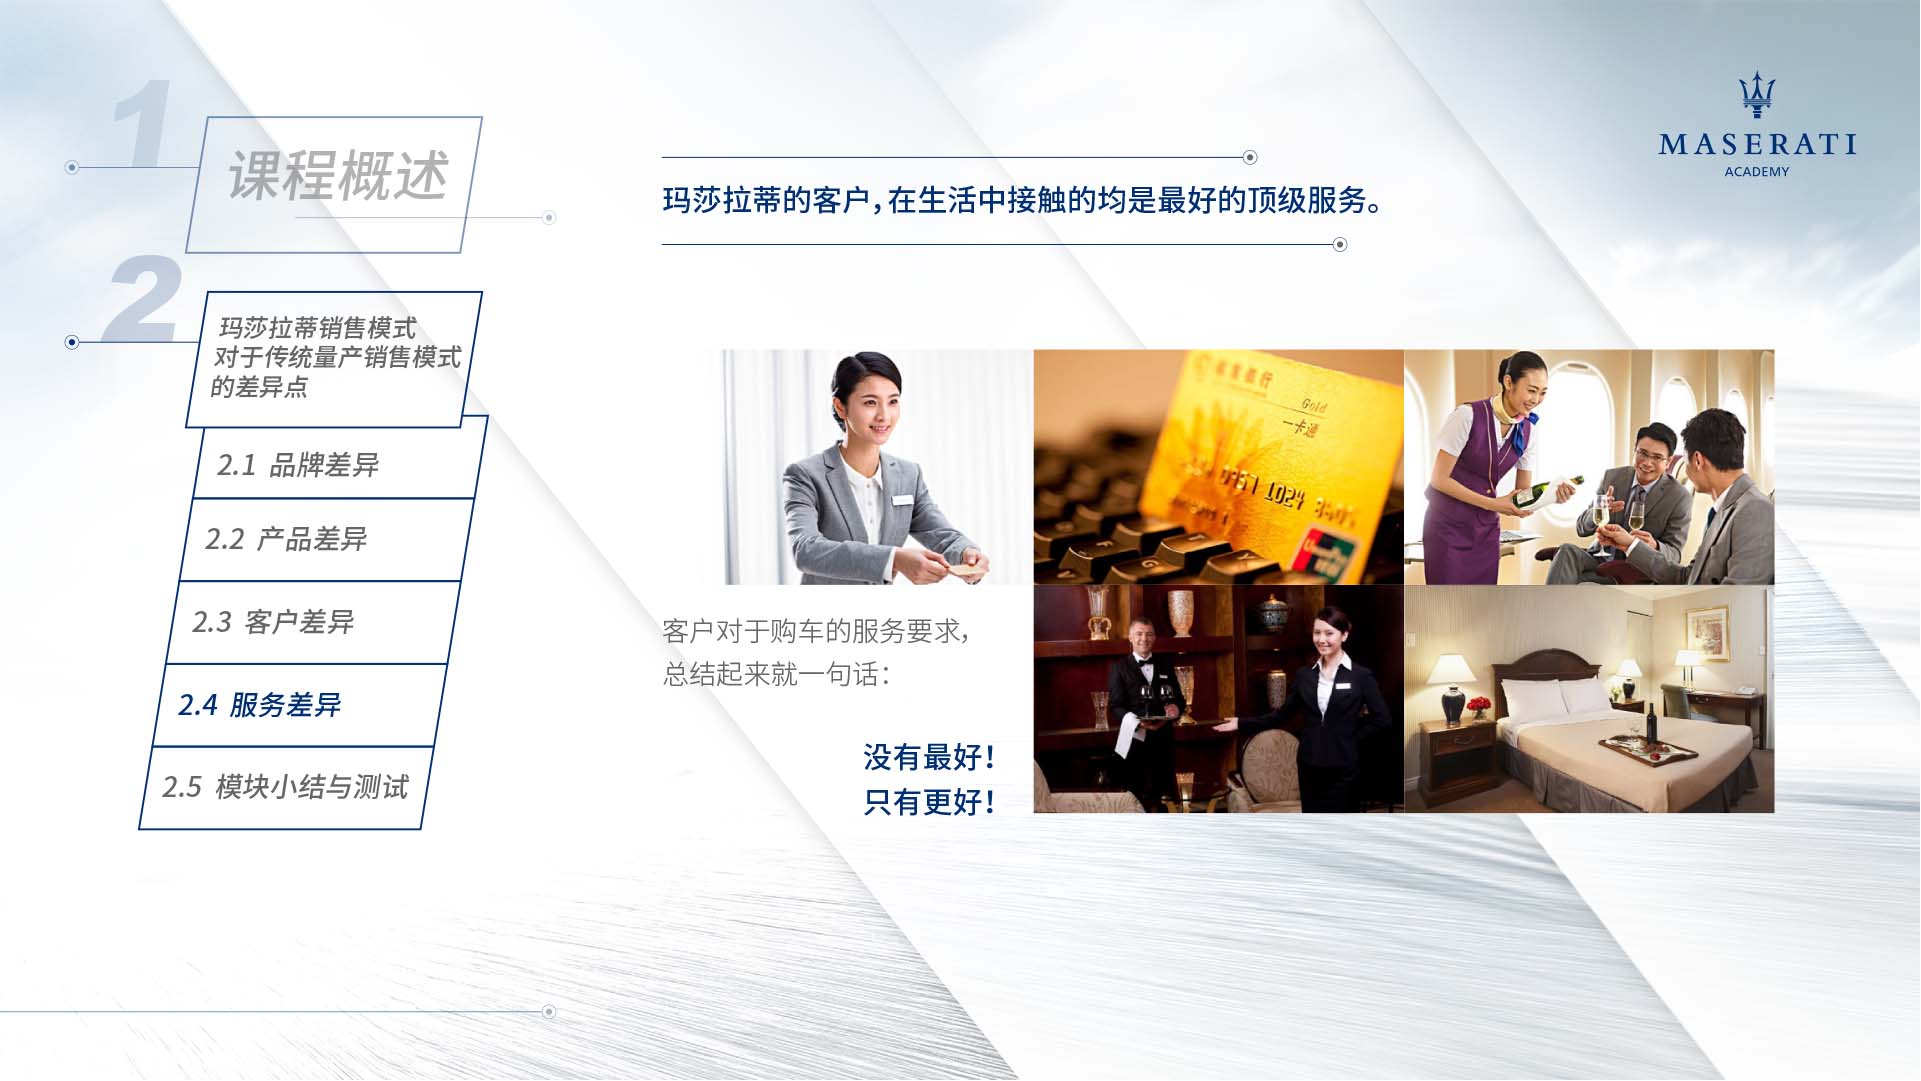 1
课程概述
2
玛莎拉蒂销售模式
对于传统量产销售模式
的差异点
2.1 品牌差异
2.2 产品差异
2.3 客户差异
2.4 服务差异
2.5 模块小结与测试
MASERATI
ACADEMY
玛莎拉蒂的客户，在生活中接触的均是最好的顶级服务。
Gold
一卡通
1024
客户对于购车的服务要求，
总结起来就一句话：
没有最好！
只有更好！